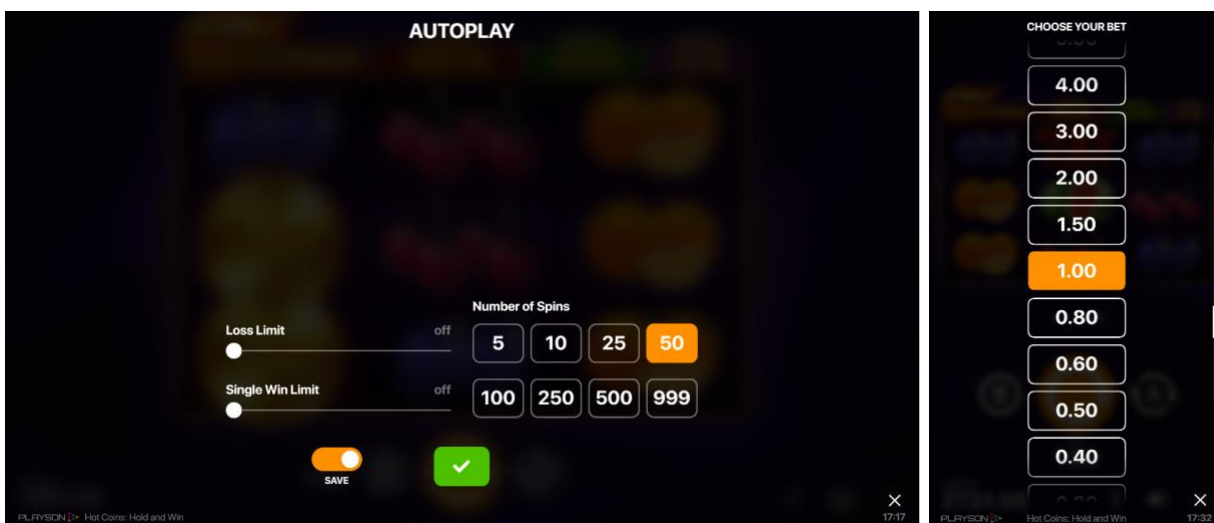 AUTOPLAY
Number of Spins
Loss Limit off
5 10 25 50
Single Win Limit off
100 250 500 999
SAVE
PLAYSON Hot Coins: Hold and Win 17:17
CHOOSE YOUR BET
4.00
3.00
2.00
1.50
1.00
0.80
0.60
0.50
0.40
PLAYSON Hot Coins: Hold and Win 17:32